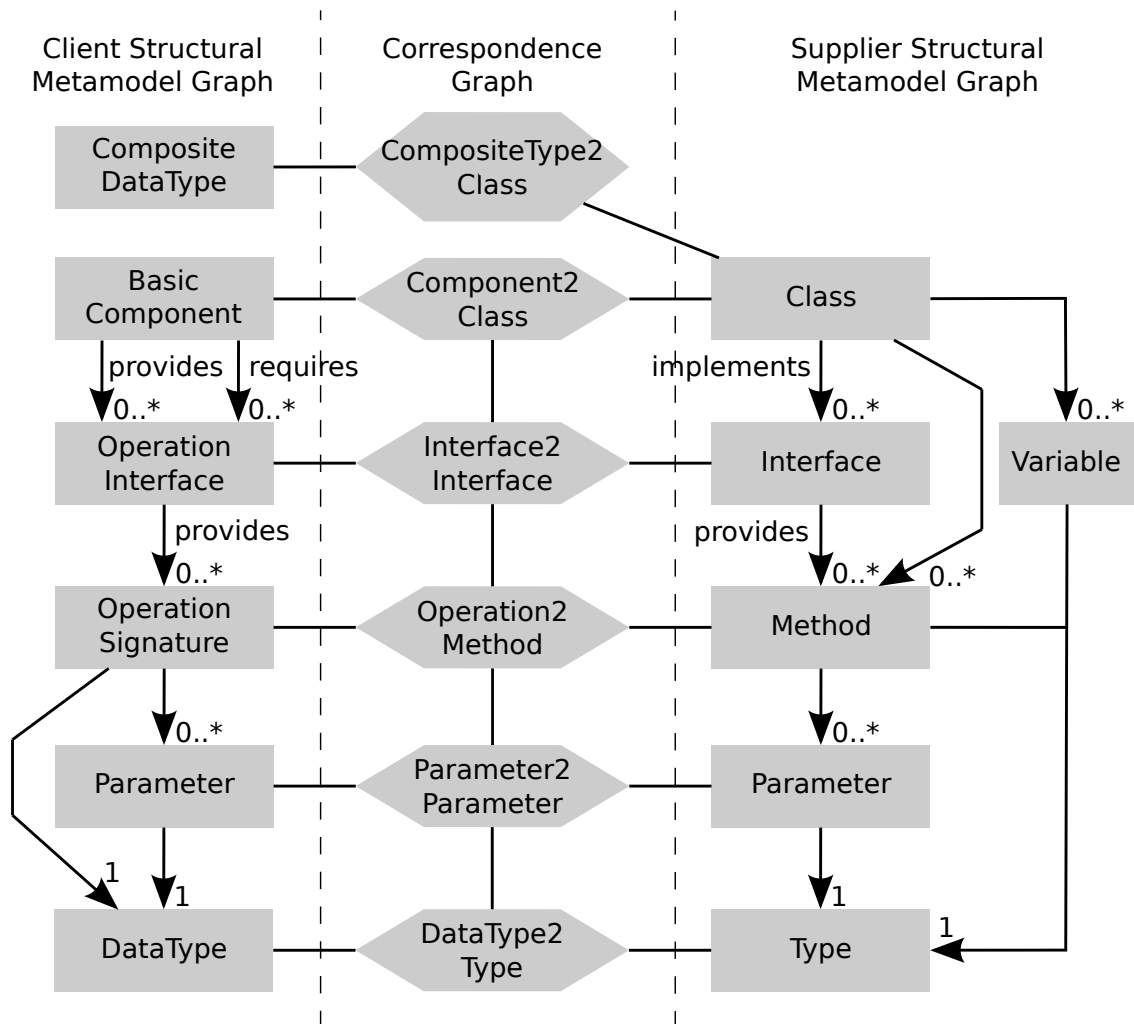 Client Structural
Metamodel Graph
Correspondence
Graph
Supplier Structural
Metamodel Graph
Composite
DataType
CompositeType2
Class
Basic
Component
Component2
Class
Class
provides
requires
implements
0..*
0..*
0..*
0..*
Operation
Interface
Interface2
Interface
Interface
Variable
provides
provides
0..*
0..*
0..*
Operation
Signature
Operation2
Method
Method
0..*
0..*
Parameter
Parameter2
Parameter
Parameter
1
1
1
1
DataType
DataType2
Type
Type